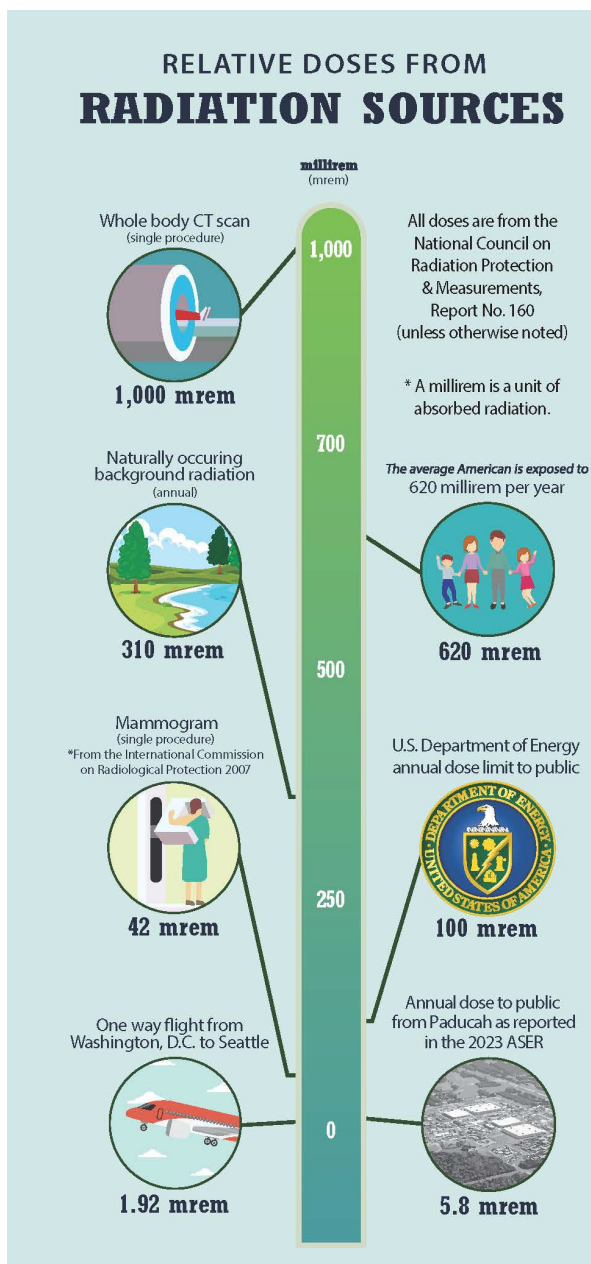 RELATIVE DOSES FROM
RADIATION SOURCES
millirem
(mrem)
Whole body CT scan
(single procedure)
1,000 mrem
1,000
All doses are from the
National Council on
Radiation Protection
& Measurements,
Report No. 160
(unless otherwise noted)
* A millirem is a unit of
absorbed radiation.
700
Naturally occuring
background radiation
(annual)
310 mrem
The average American is exposed to
620 millirem per year
620 mrem
500
Mammogram
(single procedure)
*From the International Commission
on Radiological Protection 2007
42 mrem
U.S. Department of Energy
annual dose limit to public
DEPARTMENT OF ENERGY
UNITED STATES OF AMERICA
100 mrem
250
One way flight from
Washington, D.C. to Seattle
1.92 mrem
Annual dose to public
from Paducah as reported
in the 2023 ASER
5.8 mrem
0